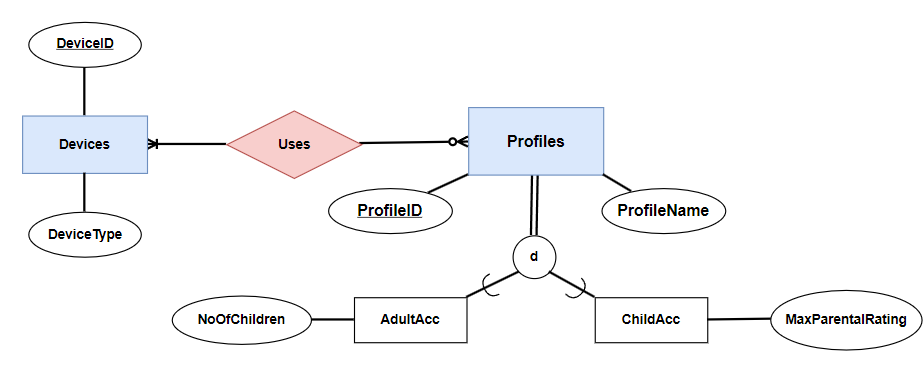 DeviceID
Devices
Uses
Profiles
DeviceType
ProfileID
ProfileName
d
NoOfChildren
AdultAcc
ChildAcc
MaxParentalRating